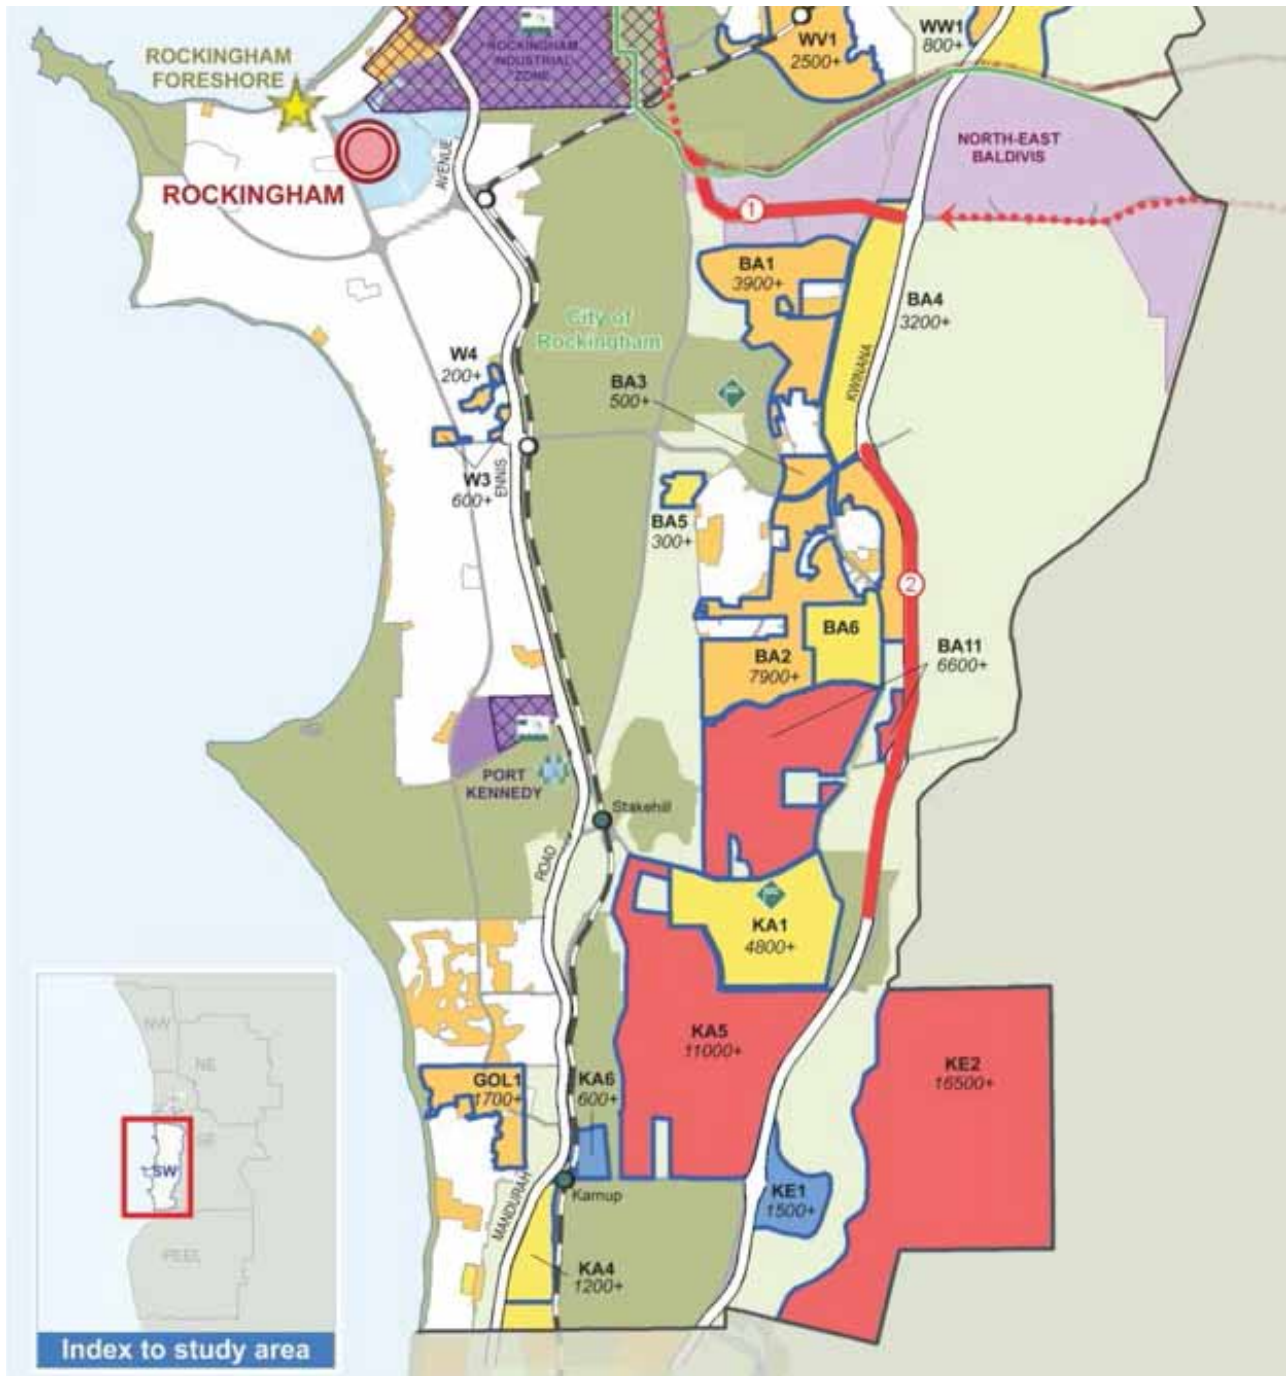 ROCKINGHAM
FORESHORE
ROCKINGHAM
INDUSTRIAL
ZONE
WV1
2500+
WW1
800+
NORTH-EAST
BALDIVIS
AVENUE
ROCKINGHAM
1
BA1
3900+
BA4
3200+
City of
Rockingham
KWINANA
W4
200+
BA3
500+
W3
600+
ENNIS
BA5
300+
2
BA6
BA2
7900+
BA11
6600+
PORT
KENNEDY
Stakehill
ROAD
KA1
4800+
KA5
11000+
KE2
16500+
GOL1
1700+
KA6
600+
Karnup
MANDURAH
KE1
1500+
KA4
1200+
NW
NE
SE
SW
PEEL
Index to study area